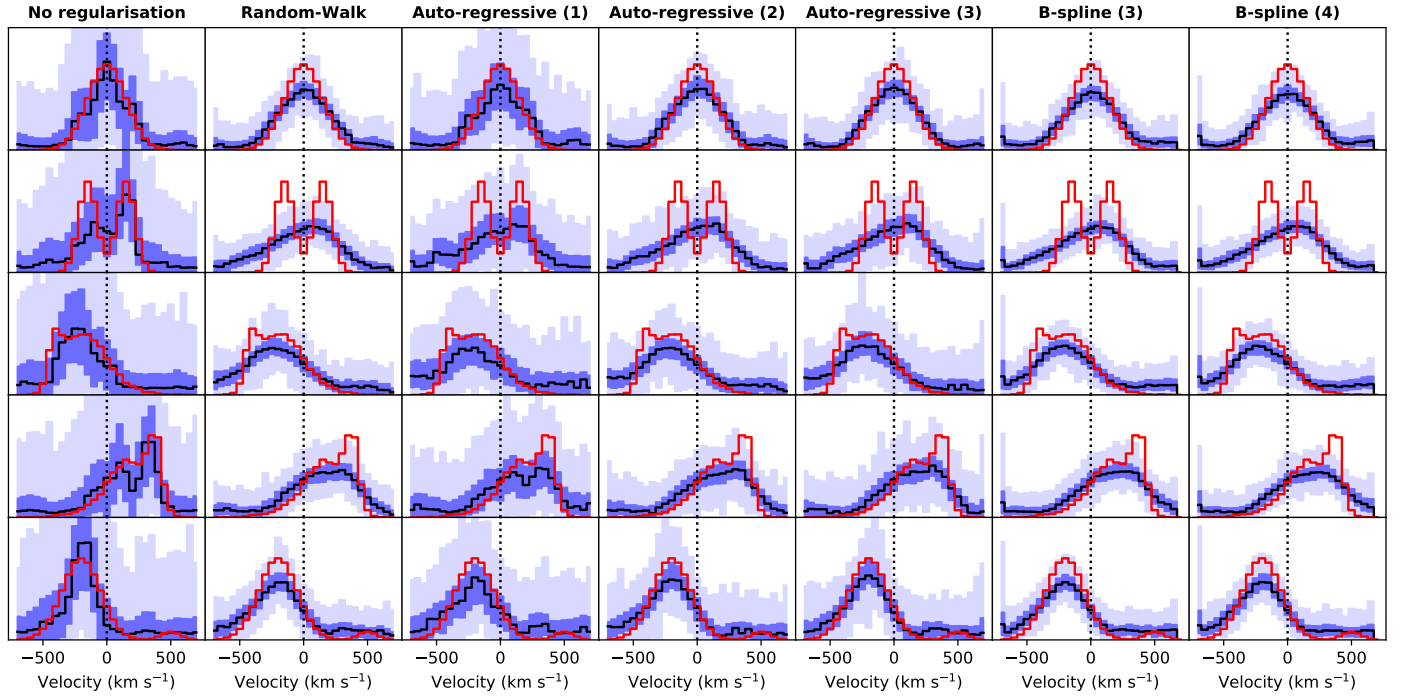 No regularisation Random-Walk Auto-regressive (1) Auto-regressive (2) Auto-regressive (3) B-spline (3) B-spline (4)
−500 0 500 −500 0 500 −500 0 500 −500 0 500 −500 0 500 −500 0 500 −500 0 500
Velocity (km s⁻¹) Velocity (km s⁻¹) Velocity (km s⁻¹) Velocity (km s⁻¹) Velocity (km s⁻¹) Velocity (km s⁻¹) Velocity (km s⁻¹)